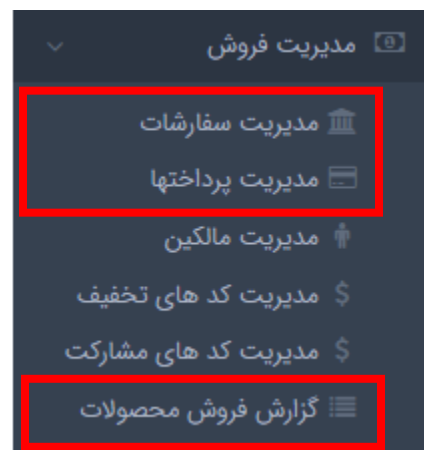 مدیریت فروش
مدیریت سفارشات
مدیریت پرداختها
مدیریت مالکین
مدیریت کد های تخفیف
مدیریت کد های مشارکت
گزارش فروش محصولات